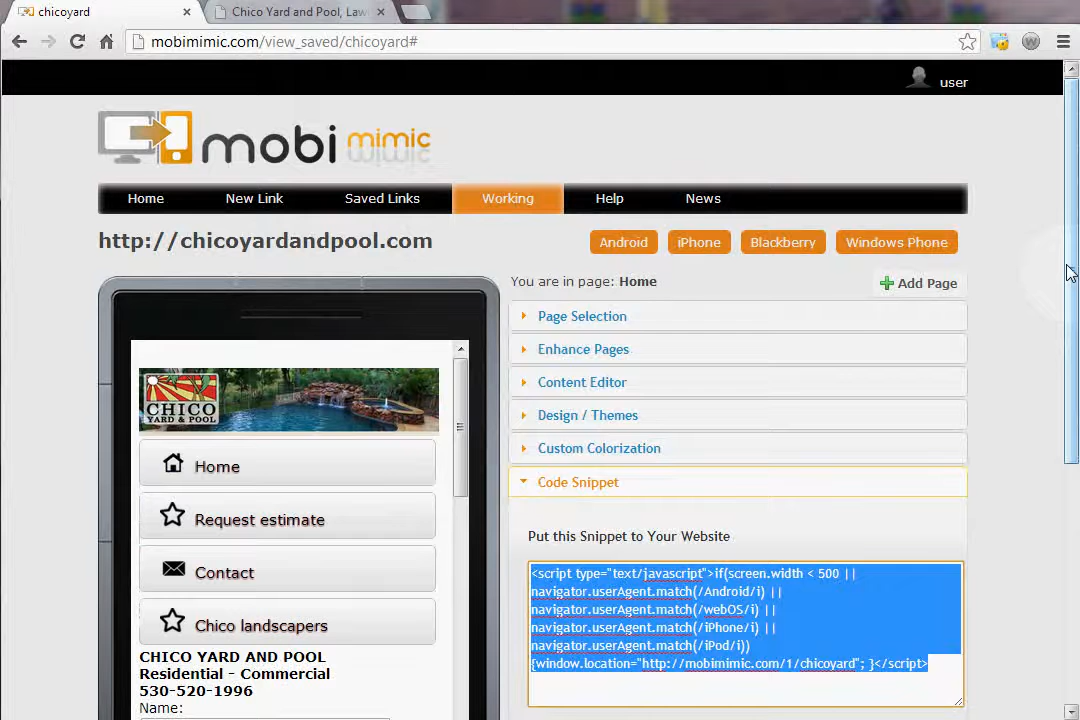 chicoyard
Chico Yard and Pool, Law
mobimimic.com/view_saved/chicoyard#
user
mobi mimic
Home New Link Saved Links Working Help News
http://chicoyardandpool.com
Android iPhone Blackberry Windows Phone
You are in page: Home
Add Page
Page Selection
Enhance Pages
Content Editor
Design / Themes
Custom Colorization
Code Snippet
Put this Snippet to Your Website
<script type="text/javascript">if(screen.width < 500 ||
navigator.userAgent.match(/Android/i) ||
navigator.userAgent.match(/webOS/i) ||
navigator.userAgent.match(/iPhone/i) ||
navigator.userAgent.match(/iPod/i))
{window.location="http://mobimimic.com/1/chicoyard"; }</script>
CHICO
YARD & POOL
Home
Request estimate
Contact
Chico landscapers
CHICO YARD AND POOL
Residential - Commercial
530-520-1996
Name: